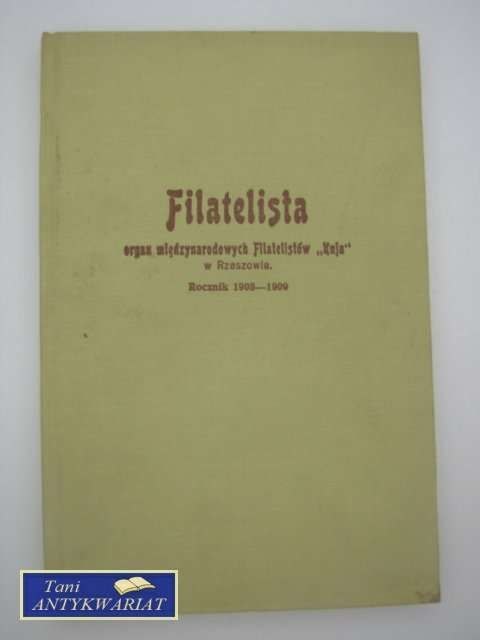 Filatelista
organ międzynarodowych Filatelistów „Unja“
w Rzeszowie.
Rocznik 1908—1909
Tani
ANTYKWARIAT